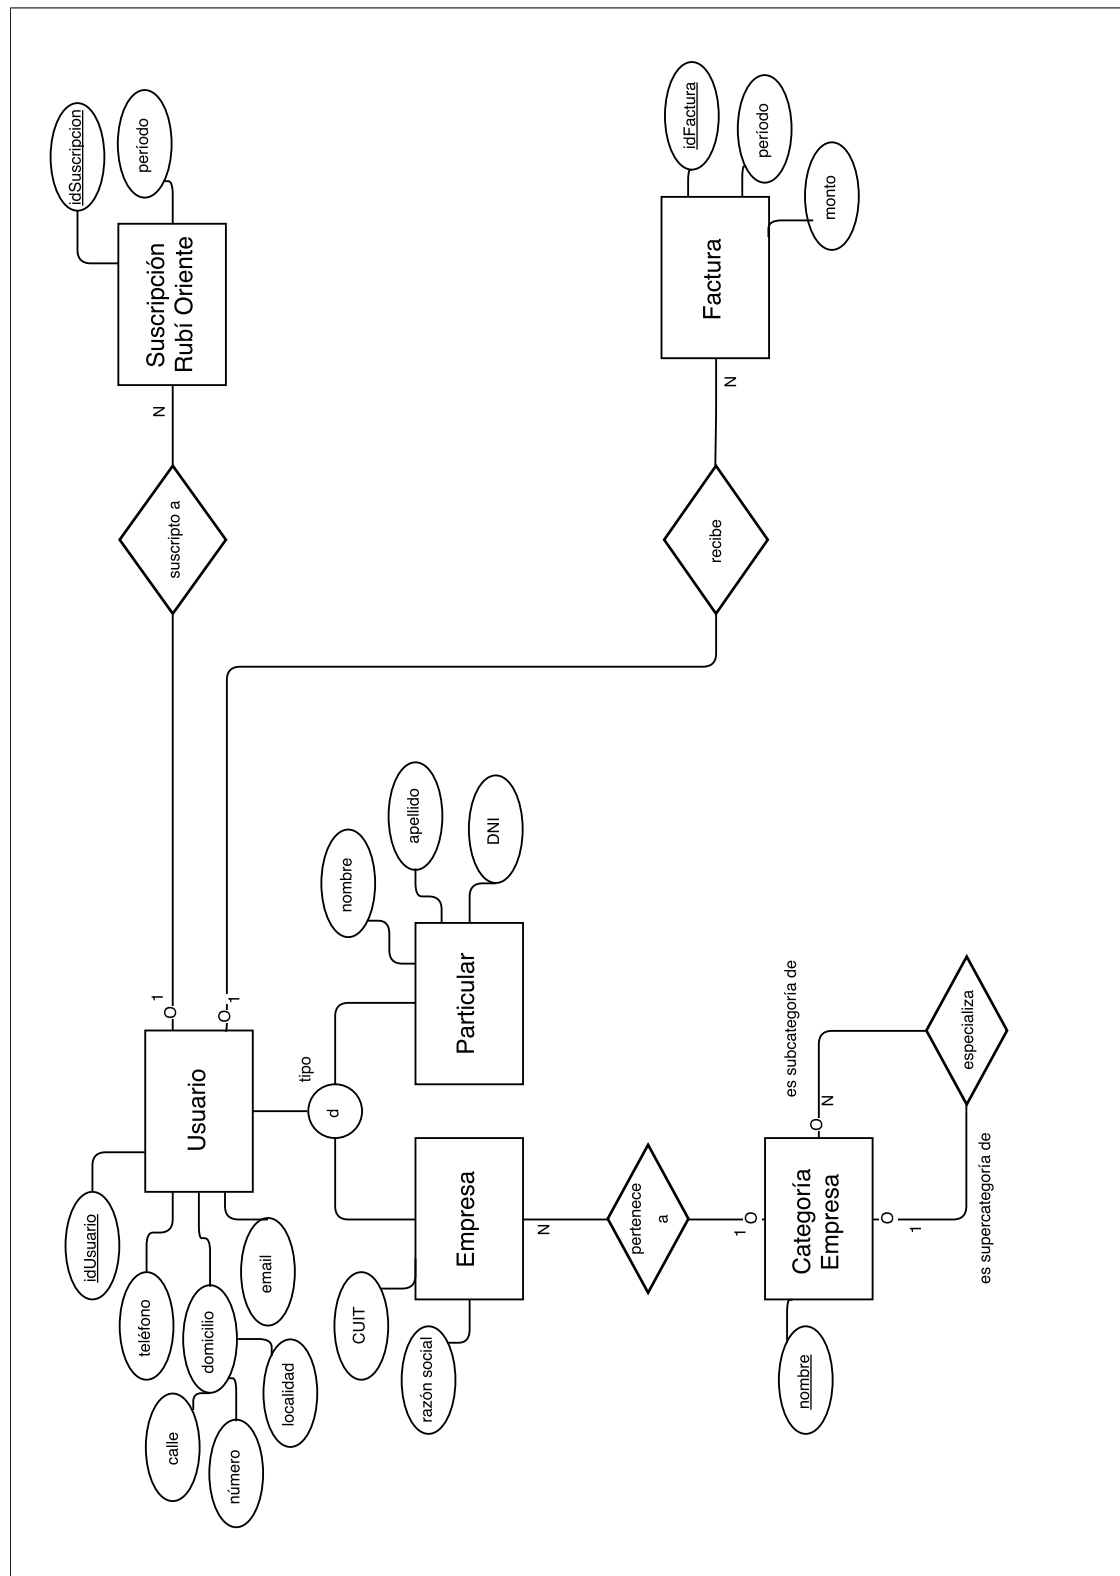 idUsuario
teléfono
calle
domicilio
número
localidad
email
Usuario
O
1
suscripto a
N
Suscripción
Rubí Oriente
idSuscripcion
período
O
1
recibe
N
Factura
idFactura
período
monto
tipo
d
CUIT
razón social
Empresa
Particular
nombre
apellido
DNI
N
pertenece
a
1
O
Categoría
Empresa
nombre
O
N
es subcategoría de
especializa
O
1
es supercategoría de